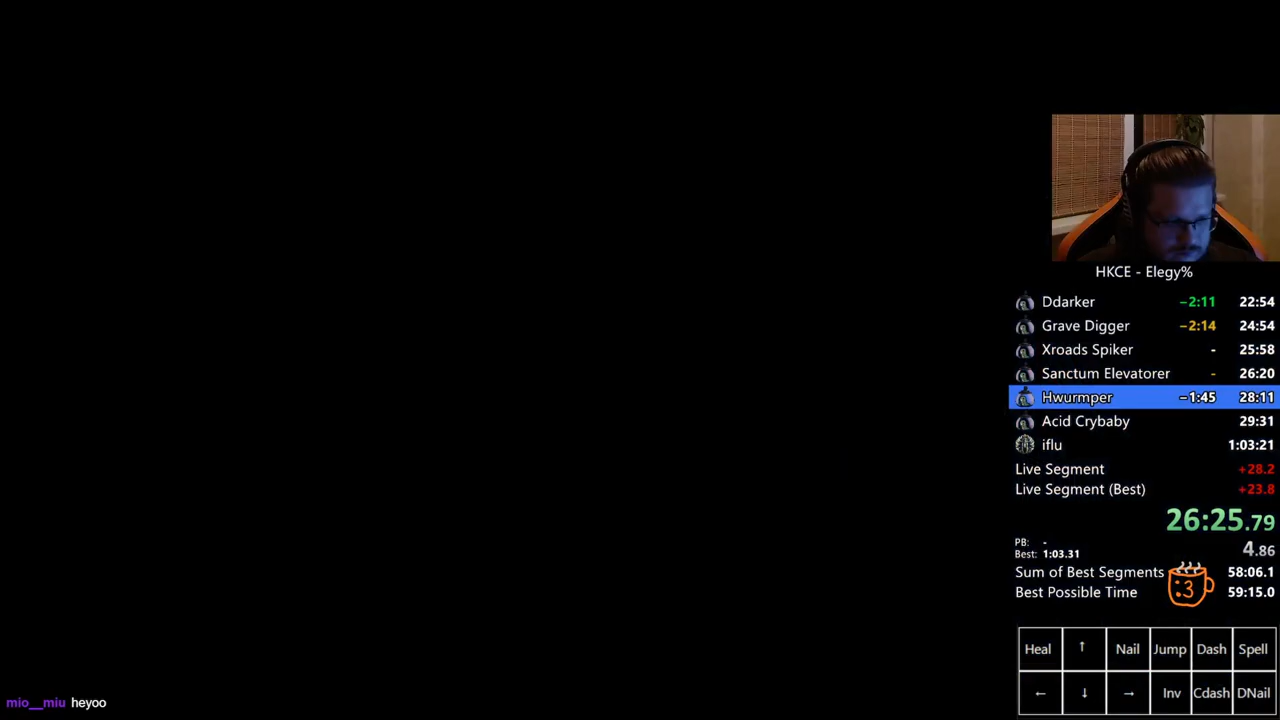 HKCE - Elegy%
Ddarker −2:11 22:54
Grave Digger −2:14 24:54
Xroads Spiker - 25:58
Sanctum Elevatorer - 26:20
Hwurmper −1:45 28:11
Acid Crybaby 29:31
iflu 1:03:21
Live Segment +28.2
Live Segment (Best) +23.8
26:25.79
PB: - 4.86
Best: 1:03.31
Sum of Best Segments 58:06.1
Best Possible Time 59:15.0
Heal ↑ Nail Jump Dash Spell
← ↓ → Inv Cdash DNail
mio__miu heyoo